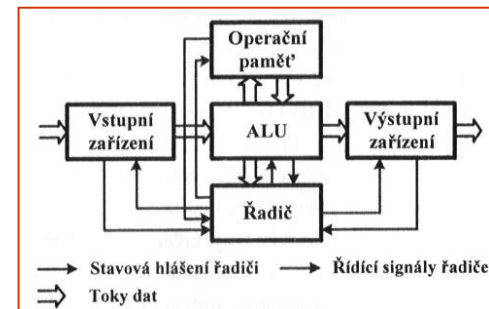 Operační
paměť
Vstupní
zařízení
ALU
Výstupní
zařízení
Řadič
Stavová hlášení řadiči
Řídící signály řadiče
Toky dat